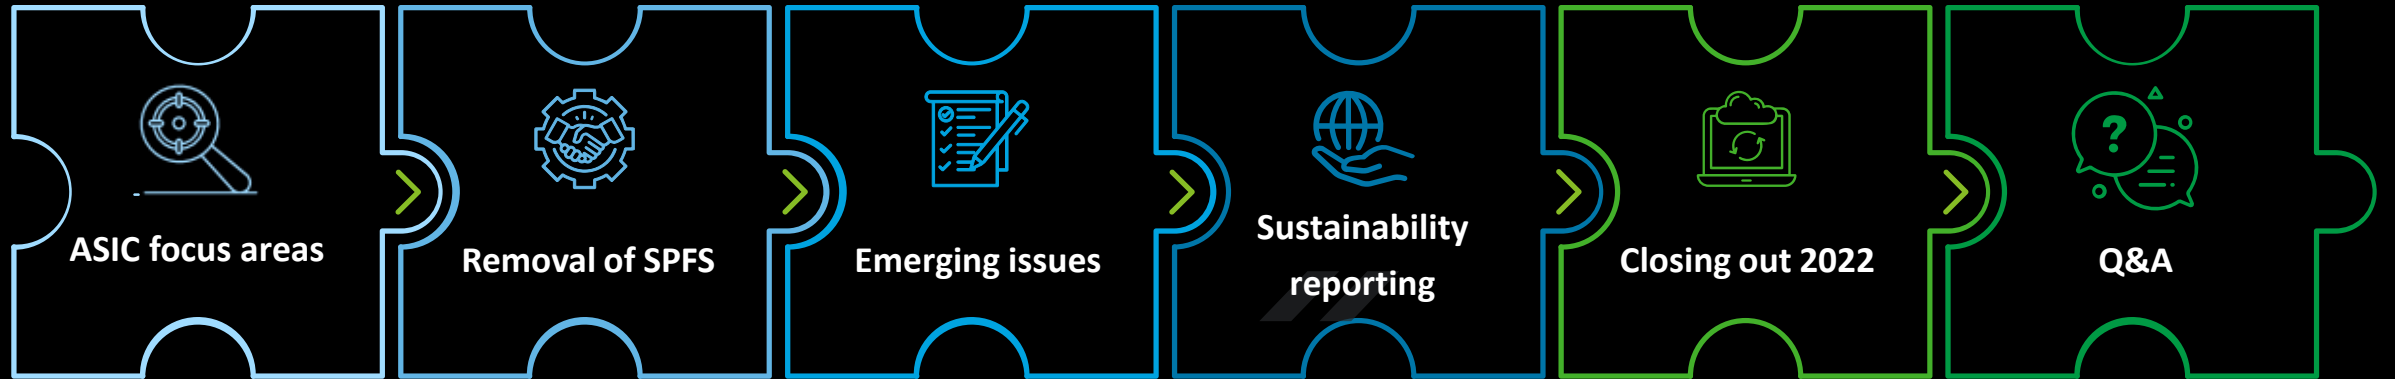 ASIC focus areas
Removal of SPFS
Emerging issues
Sustainability
reporting
Closing out 2022
?
Q&A